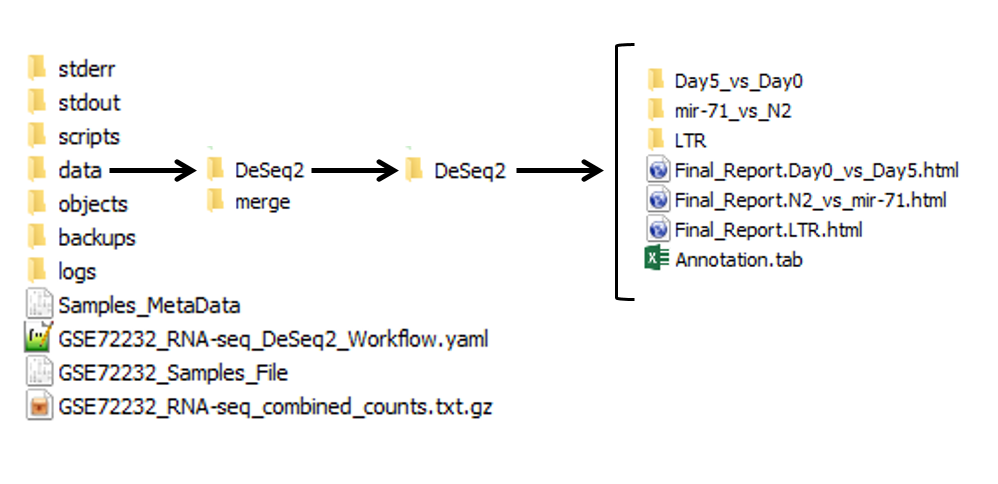 stderr
stdout
scripts
data
objects
backups
logs
Samples_MetaData
GSE72232_RNA-seq_DeSeq2_Workflow.yaml
GSE72232_Samples_File
GSE72232_RNA-seq_combined_counts.txt.gz
DeSeq2
merge
DeSeq2
Day5_vs_Day0
mir-71_vs_N2
LTR
Final_Report.Day0_vs_Day5.html
Final_Report.N2_vs_mir-71.html
Final_Report.LTR.html
Annotation.tab